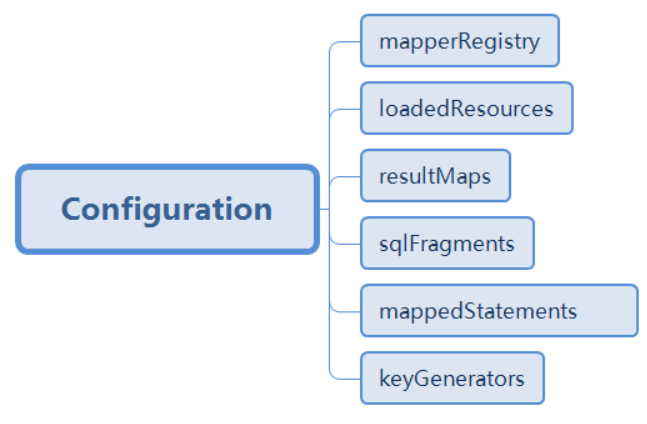 Configuration
mapperRegistry
loadedResources
resultMaps
sqlFragments
mappedStatements
keyGenerators